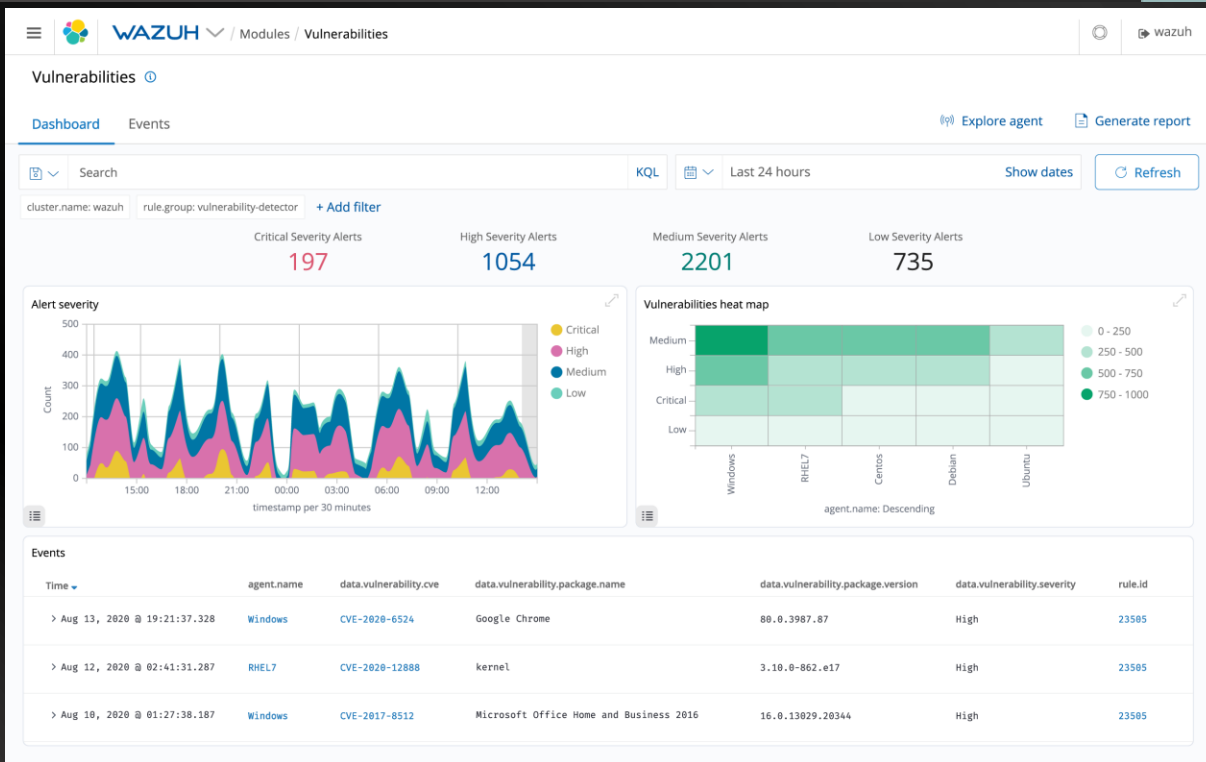 WAZUH / Modules / Vulnerabilities wazuh
Vulnerabilities
Dashboard Events Explore agent Generate report
Search KQL Last 24 hours Show dates Refresh
cluster.name: wazuh rule.group: vulnerability-detector + Add filter
Critical Severity Alerts High Severity Alerts Medium Severity Alerts Low Severity Alerts
197 1054 2201 735
Alert severity
500
400
300
200
100
0
Count
15:00 18:00 21:00 00:00 03:00 06:00 09:00 12:00
timestamp per 30 minutes
Critical
High
Medium
Low
Vulnerabilities heat map
Medium
High
Critical
Low
Windows RHEL7 Centos Debian Ubuntu
agent.name: Descending
0 - 250
250 - 500
500 - 750
750 - 1000
Events
Time agent.name data.vulnerability.cve data.vulnerability.package.name data.vulnerability.package.version data.vulnerability.severity rule.id
> Aug 13, 2020 @ 19:21:37.328 Windows CVE-2020-6524 Google Chrome 80.0.3987.87 High 23505
> Aug 12, 2020 @ 02:41:31.287 RHEL7 CVE-2020-12888 kernel 3.10.0-862.e17 High 23505
> Aug 10, 2020 @ 01:27:38.187 Windows CVE-2017-8512 Microsoft Office Home and Business 2016 16.0.13029.20344 High 23505